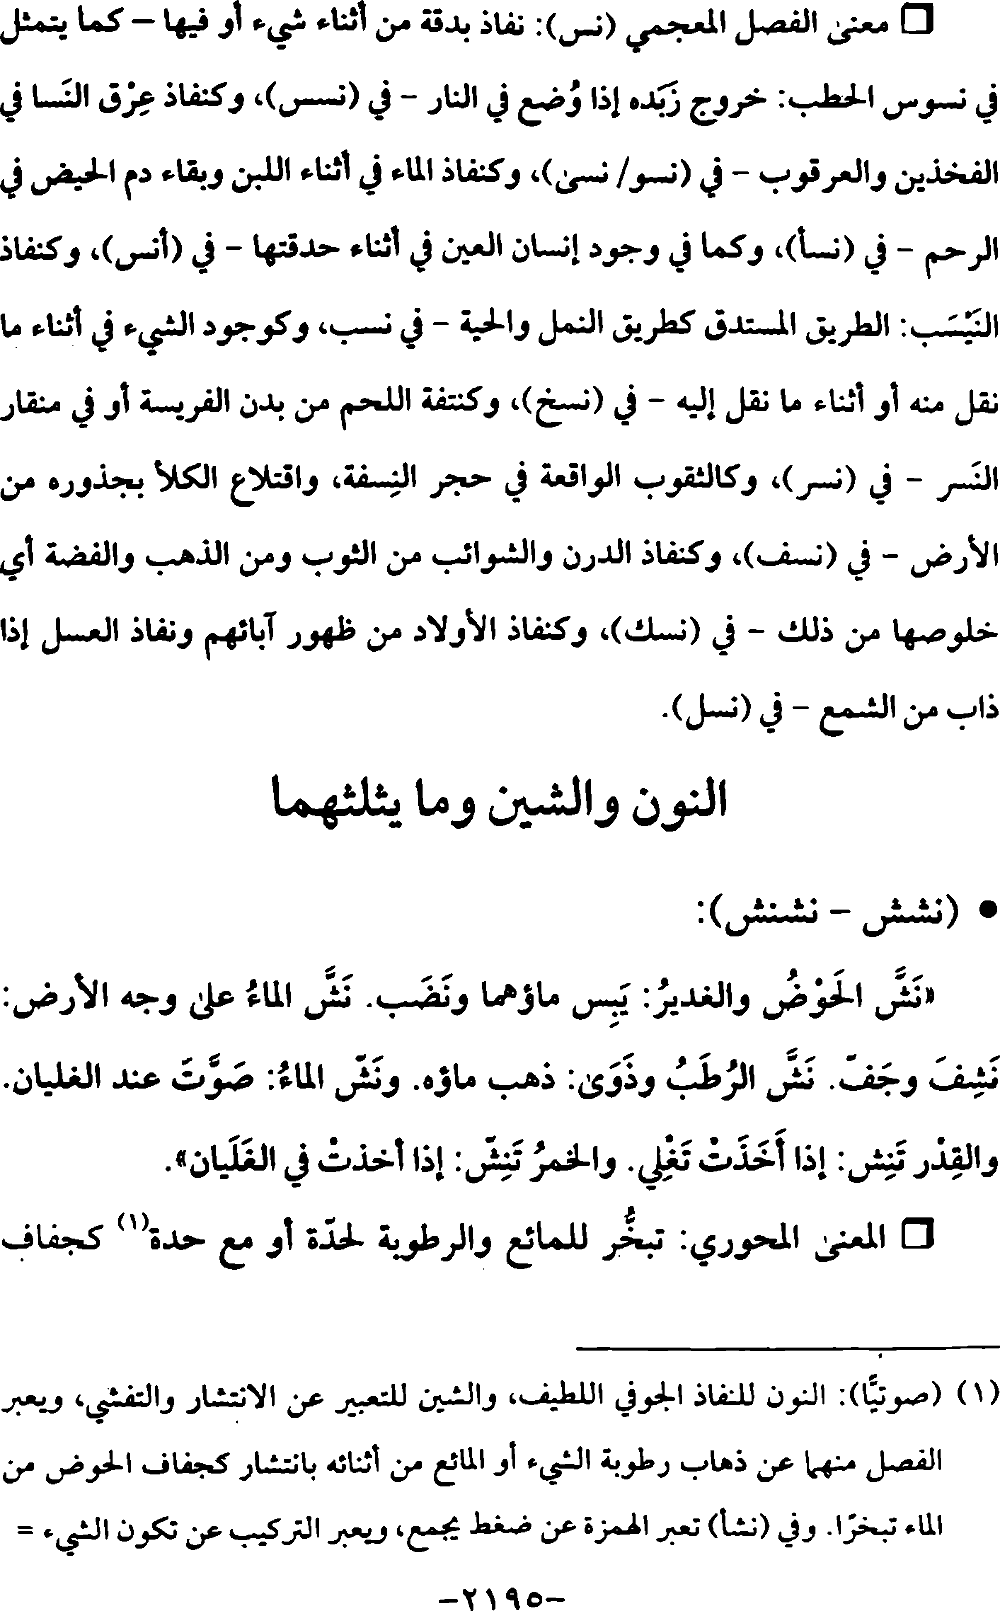 □ معنى الفصل المعجمي (نس): نفاذ بدقة من أثناء شيء أو فيها – كما يتمثل
في نسوس الحطب: خروج زَبَده إذا وُضع في النار – في (نسس)، وكنفاذ عِرْق النَسا في
الفخذين والعرقوب – في (نسو/ نسى)، وكنفاذ الماء في أثناء اللبن وبقاء دم الحيض في
الرحم – في (نسأ)، وكما في وجود إنسان العين في أثناء حدقتها – في (أنس)، وكنفاذ
النَيْسَب: الطريق المستدق كطريق النمل والحية – في نسب، وكوجود الشيء في أثناء ما
نقل منه أو أثناء ما نقل إليه – في (نسخ)، وكنتفة اللحم من بدن الفريسة أو في منقار
النَسر – في (نسر)، وكالثقوب الواقعة في حجر النِسفة، واقتلاع الكلأ بجذوره من
الأرض – في (نسف)، وكنفاذ الدرن والشوائب من الثوب ومن الذهب والفضة أي
خلوصها من ذلك – في (نسك)، وكنفاذ الأولاد من ظهور آبائهم ونفاذ العسل إذا
ذاب من الشمع – في (نسل).
النون والشين وما يثلثهما
• (نشش – نشنش):
«نَشَّ الحَوْضُ والغديرُ: يَبِس ماؤهما ونَضَب. نَشَّ الماءُ على وجه الأرض:
نَشِفَ وجَفّ. نَشَّ الرُطَبُ وذَوَى: ذهب ماؤه. ونَشّ الماءُ: صَوَّتَ عند الغليان.
والقِدْر تَنِش: إذا أَخَذَتْ تَغْلِي. والخمرُ تَنِشّ: إذا أخذتْ في الغَلَيان».
□ المعنى المحوري: تبخُّر للمائع والرطوبة لحدّة أو مع حدة(١) كجفاف
(١) (صوتيًّا): النون للنفاذ الجوفي اللطيف، والشين للتعبير عن الانتشار والتفشي، ويعبر
الفصل منهما عن ذهاب رطوبة الشيء أو المائع من أثنائه بانتشار كجفاف الحوض من
الماء تبخرًا. وفي (نشأ) تعبر الهمزة عن ضغط يجمع، ويعبر التركيب عن تكون الشيء =
–٢١٩٥–